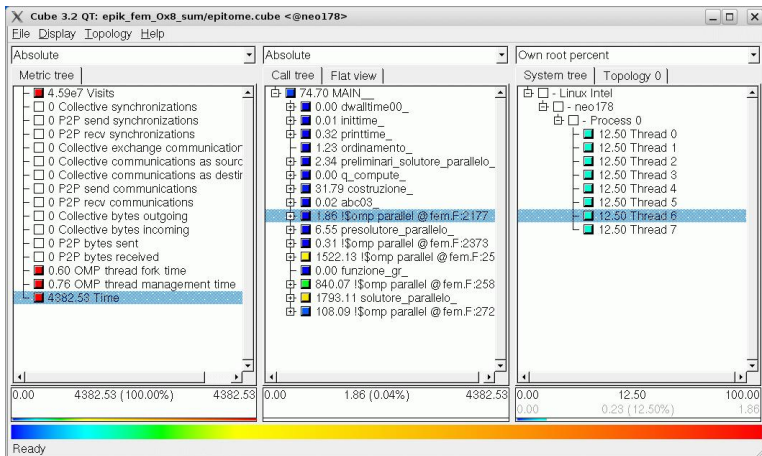 Cube 3.2 QT: epik_fem_0x8_sum/epitome.cube <@neo178>
File Display Topology Help
Absolute
Metric tree
4.59e7 Visits
0 Collective synchronizations
0 P2P send synchronizations
0 P2P recv synchronizations
0 Collective exchange communication
0 Collective communications as sourc
0 Collective communications as destir
0 P2P send communications
0 P2P recv communications
0 Collective bytes outgoing
0 Collective bytes incoming
0 P2P bytes sent
0 P2P bytes received
0.60 OMP thread fork time
0.76 OMP thread management time
4382.53 Time
0.00 4382.53 (100.00%) 4382.53
Absolute
Call tree Flat view
74.70 MAIN__
0.00 dwalltime00_
0.01 inittime_
0.32 printtime_
1.23 ordinamento_
2.34 preliminari_solutore_parallelo_
0.00 q_compute_
31.79 costruzione_
0.02 abc03_
1.86 !$omp parallel @fem.F:2177
6.55 presolutore_parallelo_
0.31 !$omp parallel @fem.F:2373
1522.13 !$omp parallel @fem.F:25
0.00 funzione_gr_
840.07 !$omp parallel @fem.F:258
1793.11 solutore_parallelo_
108.09 !$omp parallel @fem.F:272
0.00 1.86 (0.04%) 4382.53
Own root percent
System tree Topology 0
- Linux Intel
- neo178
- Process 0
12.50 Thread 0
12.50 Thread 1
12.50 Thread 2
12.50 Thread 3
12.50 Thread 4
12.50 Thread 5
12.50 Thread 6
12.50 Thread 7
0.00 12.50 100.00
0.00 0.23 (12.50%) 1.86
Ready